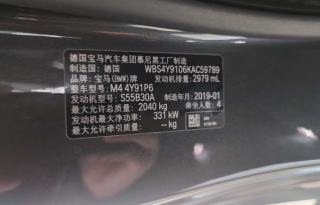 德国宝马汽车集团慕尼黑工厂制造
制造国：德国 WBS4Y9106KAC59789
品牌：宝马(BMW)牌 发动机排量：2979 mL
整车型号：M4 4Y91P6
发动机型号：S55B30A 制造年月：2019-01
最大允许总质量：2040 kg 乘坐人数：4
发动机最大净功率：331 kW
最大允许牵引质量：-- kg